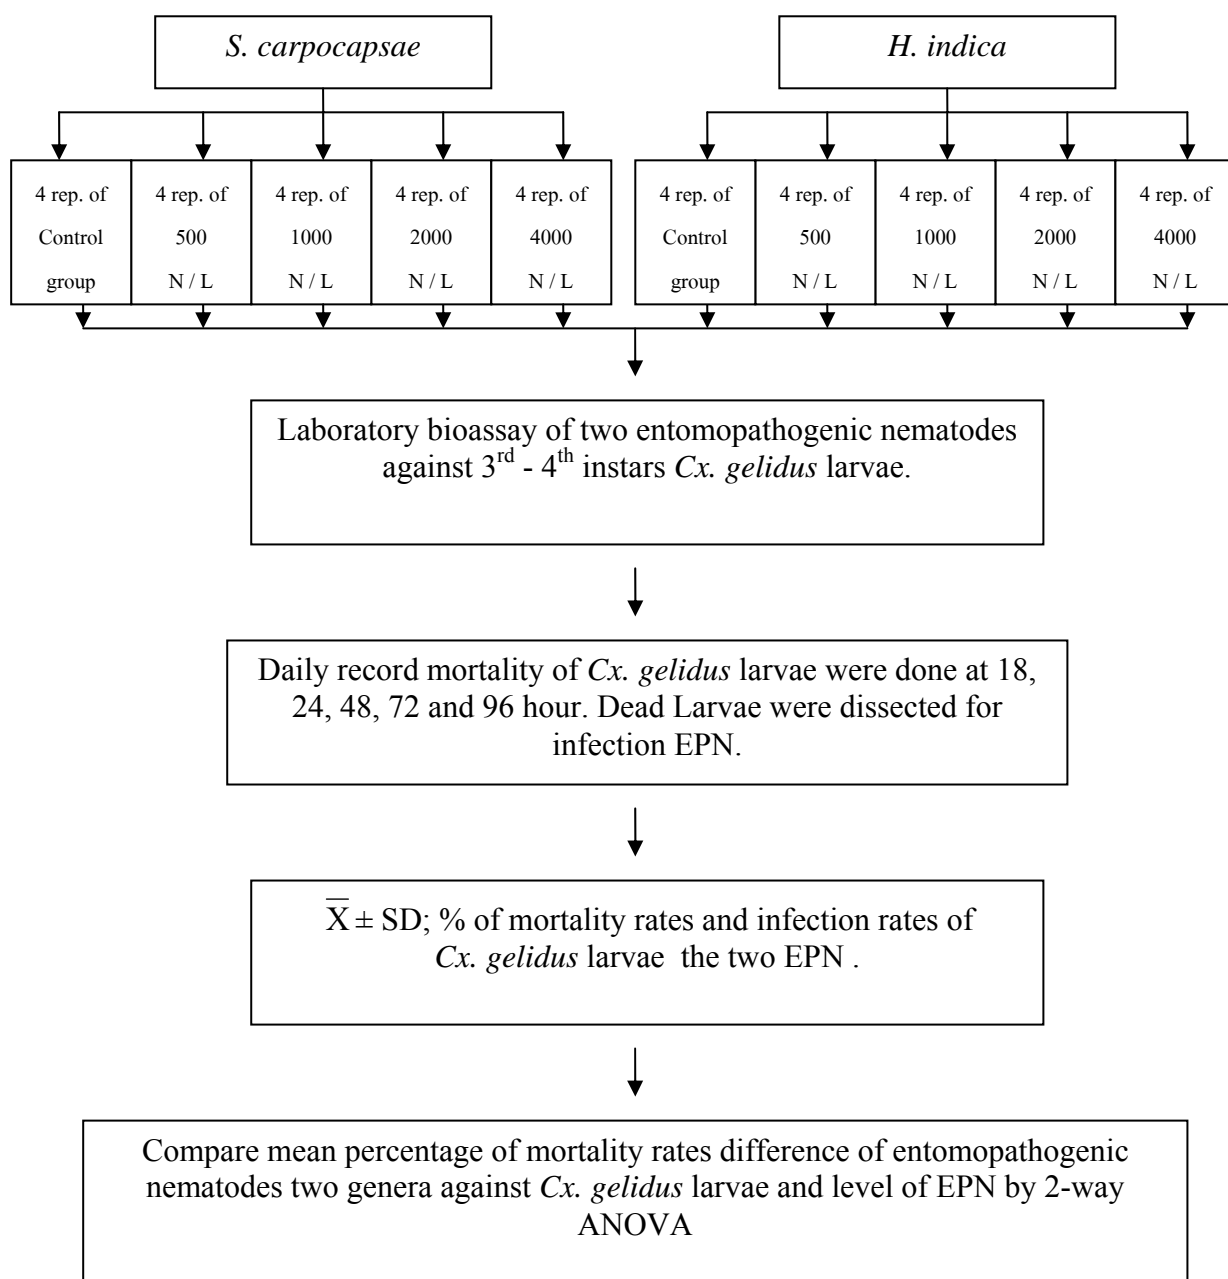 S. carpocapsae
H. indica
4 rep. of
Control
group
4 rep. of
500
N / L
4 rep. of
1000
N / L
4 rep. of
2000
N / L
4 rep. of
4000
N / L
4 rep. of
Control
group
4 rep. of
500
N / L
4 rep. of
1000
N / L
4 rep. of
2000
N / L
4 rep. of
4000
N / L
Laboratory bioassay of two entomopathogenic nematodes
against 3rd - 4th instars Cx. gelidus larvae.
Daily record mortality of Cx. gelidus larvae were done at 18,
24, 48, 72 and 96 hour. Dead Larvae were dissected for
infection EPN.
X̄ ± SD; % of mortality rates and infection rates of
Cx. gelidus larvae the two EPN .
Compare mean percentage of mortality rates difference of entomopathogenic
nematodes two genera against Cx. gelidus larvae and level of EPN by 2-way
ANOVA